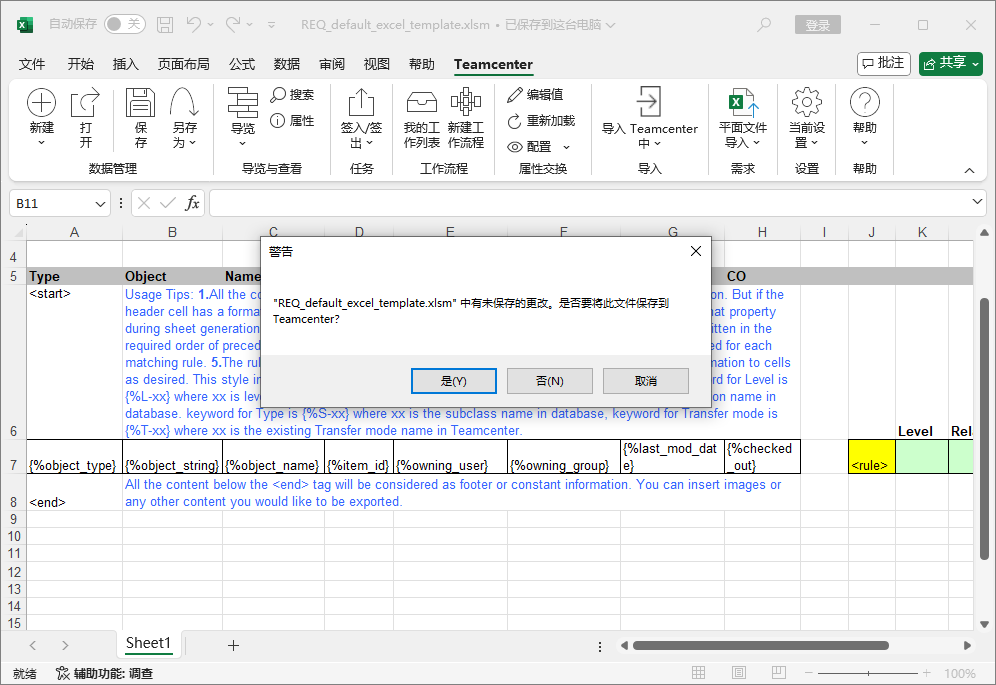 自动保存 关 REQ_default_excel_template.xlsm • 已保存到这台电脑 登录
文件 开始 插入 页面布局 公式 数据 审阅 视图 帮助 Teamcenter 批注 共享
新建 打开 保存 另存为 导览 搜索 属性 签入/签出 我的工作列表 新建工作流程 编辑值 重新加载 配置 导入 Teamcenter 中 平面文件导入 当前设置 帮助
数据管理 导览与查看 任务 工作流程 属性交换 导入 需求 设置 帮助
B11 fx
A B C D E F G H I J K
4
5 Type Object Name CO
<start> Usage Tips: 1.All the co on. But if the
header cell has a forma at property
during sheet generation itten in the
required order of preced ed for each
matching rule. 5.The ru mation to cells
as desired. This style in rd for Level is
{%L-xx} where xx is leve on name in
database. keyword for Type is {%S-xx} where xx is the subclass name in database, keyword for Transfer mode is
6 {%T-xx} where xx is the existing Transfer mode name in Teamcenter. Level Rel
7 {%object_type} {%object_string} {%object_name} {%item_id} {%owning_user} {%owning_group} {%last_mod_date} {%checked_out} <rule>
All the content below the <end> tag will be considered as footer or constant information. You can insert images or
8 <end> any other content you would like to be exported.
9
10
11
12
13
14
15
警告
"REQ_default_excel_template.xlsm" 中有未保存的更改。是否要将此文件保存到
Teamcenter?
是(Y) 否(N) 取消
Sheet1
就绪 辅助功能: 调查 100%